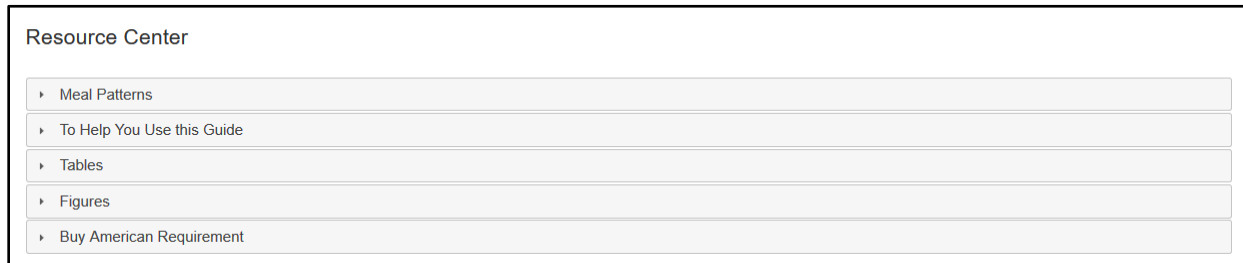 Resource Center
Meal Patterns
To Help You Use this Guide
Tables
Figures
Buy American Requirement